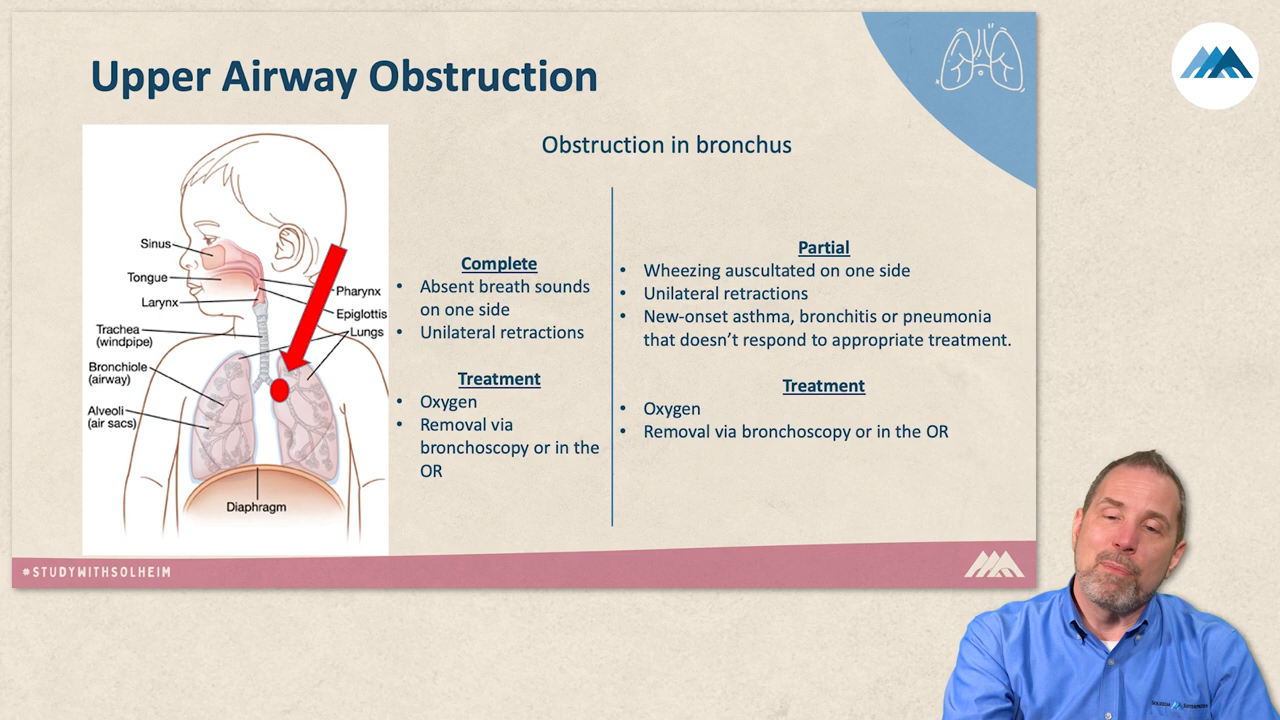 Upper Airway Obstruction
Obstruction in bronchus
Sinus
Tongue
Larynx
Trachea
(windpipe)
Bronchiole
(airway)
Alveoli
(air sacs)
Pharynx
Epiglottis
Lungs
Diaphragm
Complete
• Absent breath sounds
on one side
• Unilateral retractions
Treatment
• Oxygen
• Removal via
bronchoscopy or in the
OR
Partial
• Wheezing auscultated on one side
• Unilateral retractions
• New-onset asthma, bronchitis or pneumonia
that doesn’t respond to appropriate treatment.
Treatment
• Oxygen
• Removal via bronchoscopy or in the OR
#STUDYWITHSOLHEIM